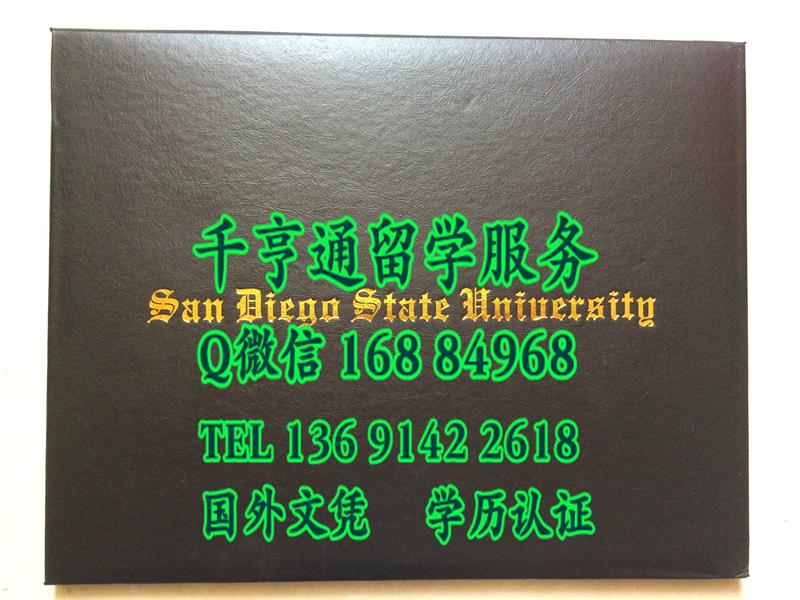 千亨通留学服务
San Diego State University
Q微信 168 84968
TEL 136 9142 2618
国外文凭 学历认证